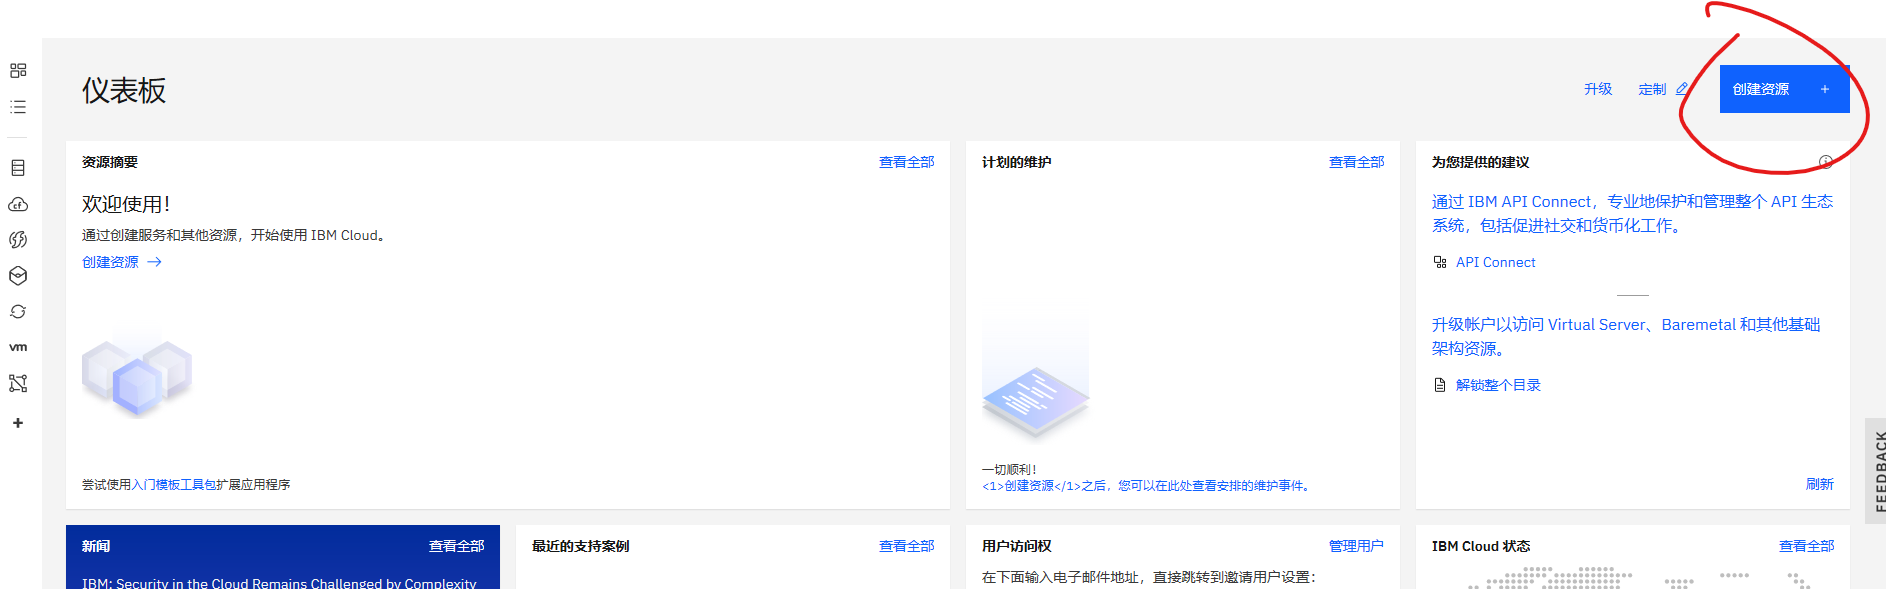 仪表板
升级
定制
创建资源 +
资源摘要
查看全部
欢迎使用！
通过创建服务和其他资源，开始使用 IBM Cloud。
创建资源 →
尝试使用入门模板工具包扩展应用程序
计划的维护
查看全部
一切顺利！
<1>创建资源</1>之后，您可以在此处查看安排的维护事件。
为您提供的建议
通过 IBM API Connect，专业地保护和管理整个 API 生态
系统，包括促进社交和货币化工作。
API Connect
升级帐户以访问 Virtual Server、Baremetal 和其他基础
架构资源。
解锁整个目录
刷新
新闻
查看全部
IBM: Security in the Cloud Remains Challenged by Complexity
最近的支持案例
查看全部
用户访问权
管理用户
在下面输入电子邮件地址，直接跳转到邀请用户设置：
IBM Cloud 状态
查看全部
cf
vm
FEEDBACK